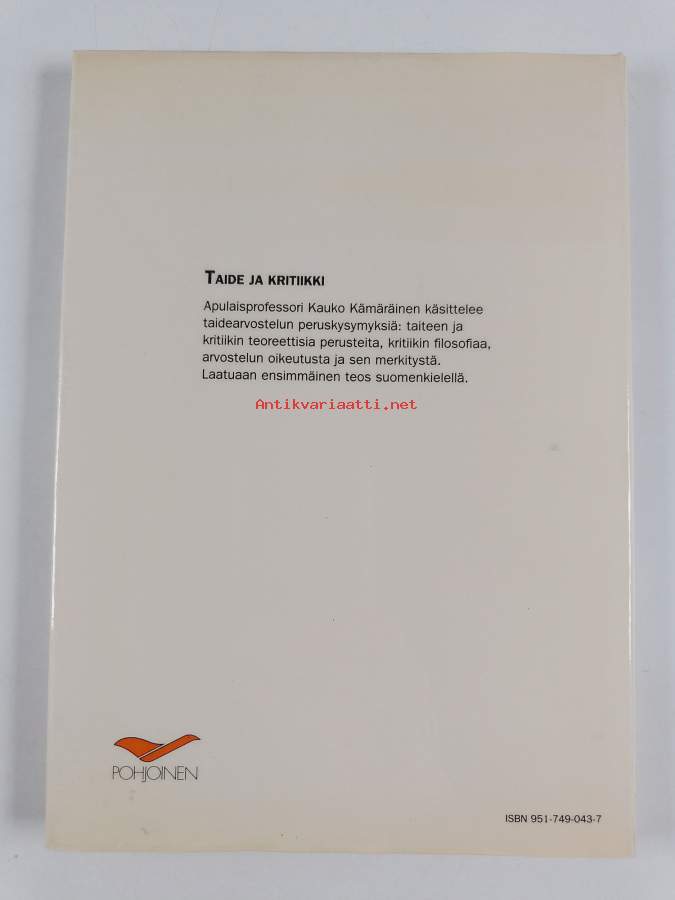 TAIDE JA KRITIIKKI
Apulaisprofessori Kauko Kämäräinen käsittelee
taidearvostelun peruskysymyksiä: taiteen ja
kritiikin teoreettisia perusteita, kritiikin filosofiaa,
arvostelun oikeutusta ja sen merkitystä.
Laatuaan ensimmäinen teos suomenkielellä.
Antikvariaatti.net
POHJOINEN
ISBN 951-749-043-7